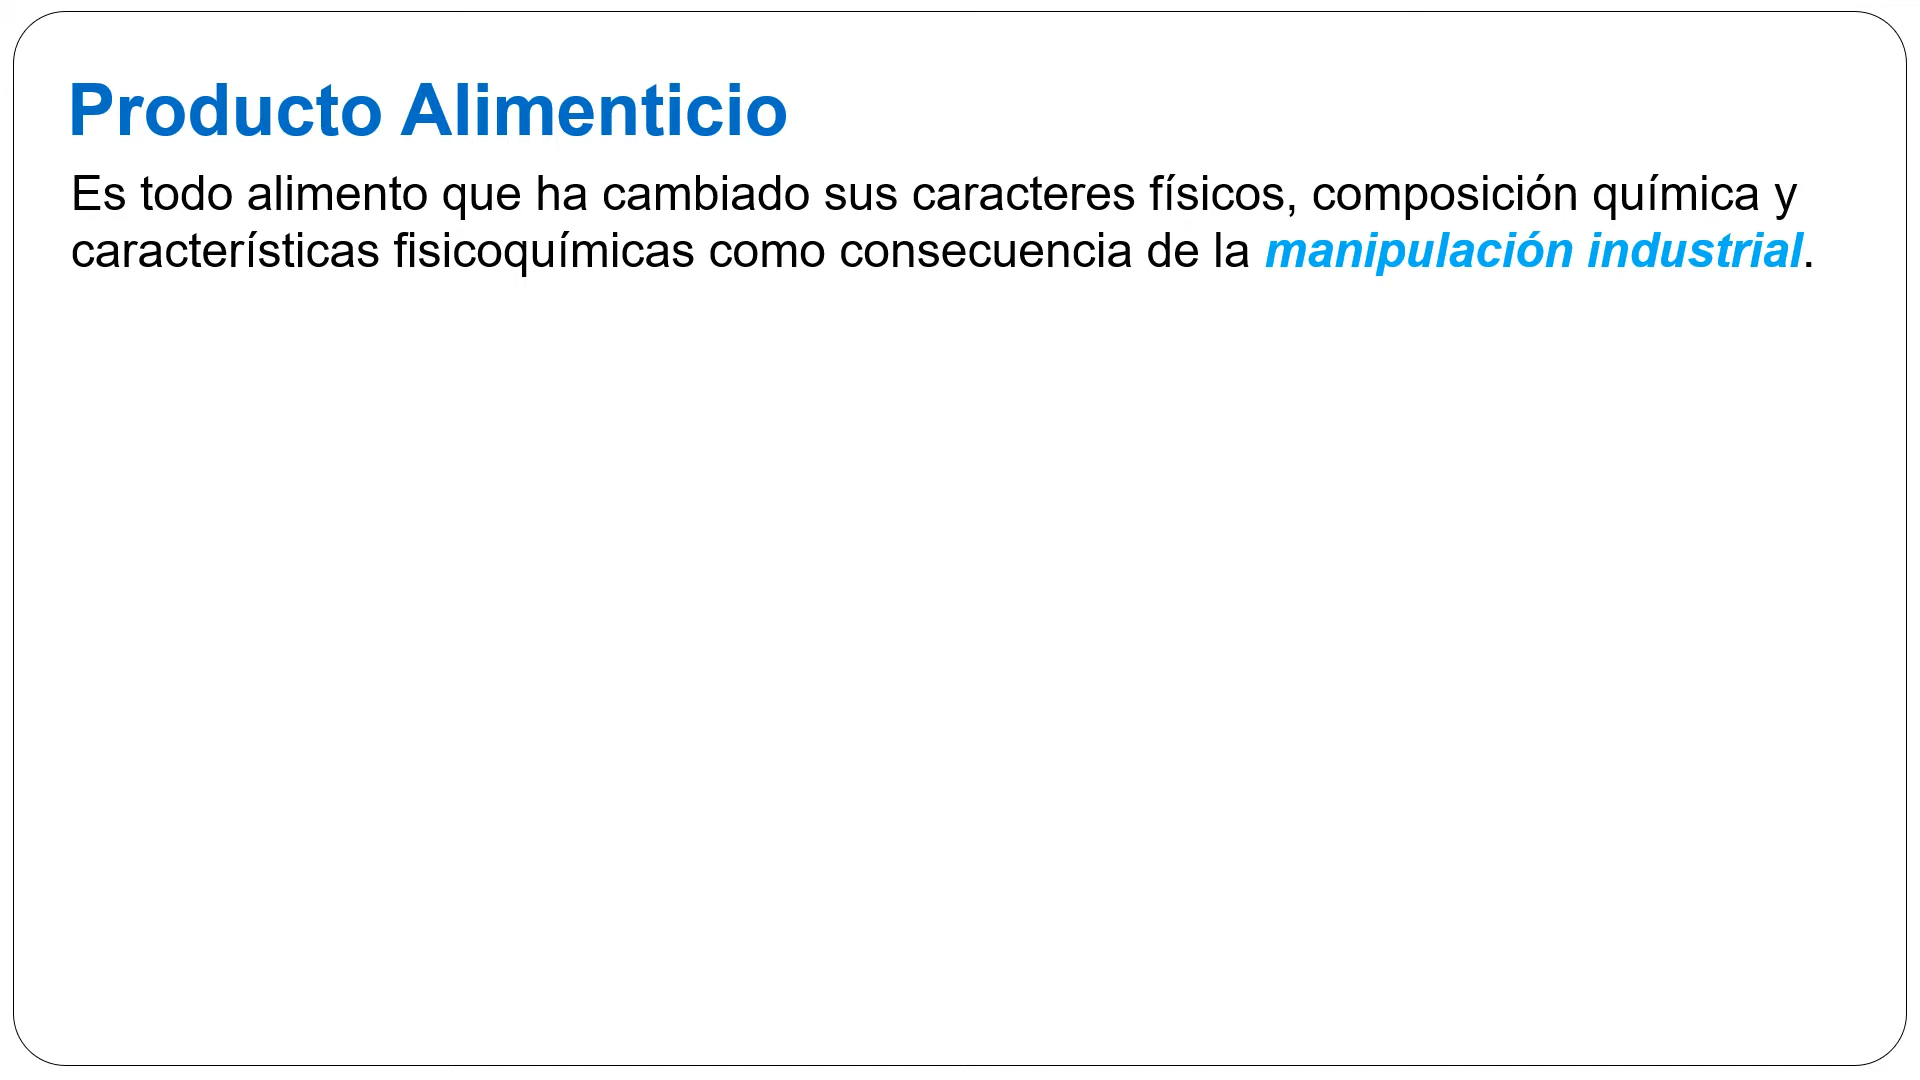 Producto Alimenticio
Es todo alimento que ha cambiado sus caracteres físicos, composición química y
características fisicoquímicas como consecuencia de la manipulación industrial.